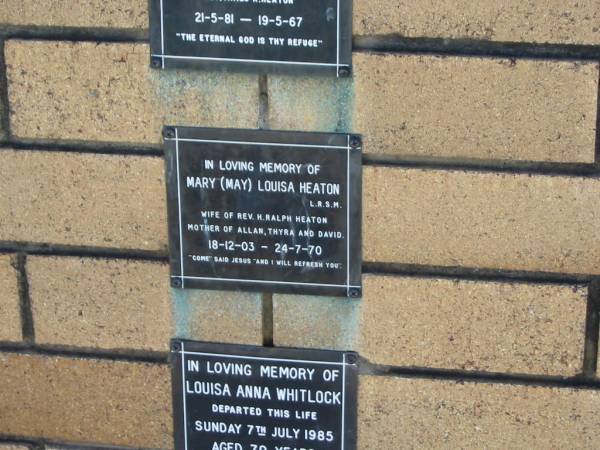 21-5-81 — 19-5-67
"THE ETERNAL GOD IS THY REFUGE"
IN LOVING MEMORY OF
MARY (MAY) LOUISA HEATON
L.R.S.M.
WIFE OF REV. H. RALPH HEATON
MOTHER OF ALLAN, THYRA AND DAVID.
18-12-03 — 24-7-70
"COME" SAID JESUS "AND I WILL REFRESH YOU".
IN LOVING MEMORY OF
LOUISA ANNA WHITLOCK
DEPARTED THIS LIFE
SUNDAY 7TH JULY 1985
AGED 70 YEARS